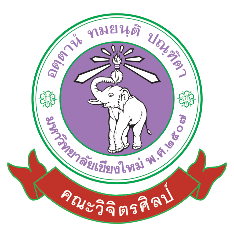 อตฺตานํ ทมยนฺติ ปณฺฑิตา
มหาวิทยาลัยเชียงใหม่ พ.ศ.๒๕๐๗
คณะวิจิตรศิลป์